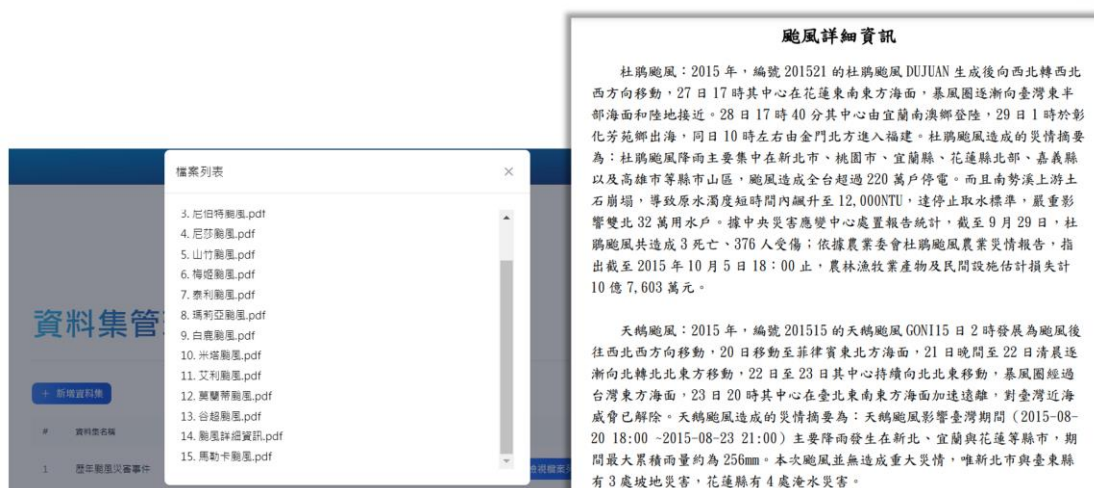 檔案列表
×
3. 尼伯特颱風.pdf
4. 尼莎颱風.pdf
5. 山竹颱風.pdf
6. 梅姬颱風.pdf
7. 泰利颱風.pdf
8. 瑪莉亞颱風.pdf
9. 白鹿颱風.pdf
10. 米塔颱風.pdf
11. 艾利颱風.pdf
12. 莫蘭蒂颱風.pdf
13. 谷超颱風.pdf
14. 颱風詳細資訊.pdf
15. 馬勒卡颱風.pdf
資料集管
+ 新增資料集
# 資料集名稱
1 歷年颱風災害事件
檢視檔案列
颱風詳細資訊
杜鵑颱風：2015 年，編號 201521 的杜鵑颱風 DUJUAN 生成後向西北轉西北
西方向移動，27 日 17 時其中心在花蓮東南東方海面，暴風圈逐漸向臺灣東半
部海面和陸地接近。28 日 17 時 40 分其中心由宜蘭南澳鄉登陸，29 日 1 時於彰
化芳苑鄉出海，同日 10 時左右由金門北方進入福建。杜鵑颱風造成的災情摘要
為：杜鵑颱風降雨主要集中在新北市、桃園市、宜蘭縣、花蓮縣北部、嘉義縣
以及高雄市等縣市山區，颱風造成全台超過 220 萬戶停電。而且南勢溪上游土
石崩塌，導致原水濁度短時間內飆升至 12,000NTU，達停止取水標準，嚴重影
響雙北 32 萬用水戶。據中央災害應變中心處置報告統計，截至 9 月 29 日，杜
鵑颱風共造成 3 死亡、376 人受傷；依據農業委會杜鵑颱風農業災情報告，指
出截至 2015 年 10 月 5 日 18：00 止，農林漁牧業產物及民間設施估計損失計
10 億 7,603 萬元。
天鵝颱風：2015 年，編號 201515 的天鵝颱風 GONI15 日 2 時發展為颱風後
往西北西方向移動，20 日移動至菲律賓東北方海面，21 日晚間至 22 日清晨逐
漸向北轉北北東方移動，22 日至 23 日其中心持續向北北東移動，暴風圈經過
台灣東方海面，23 日 20 時其中心在臺北東南東方海面加速遠離，對臺灣近海
威脅已解除。天鵝颱風造成的災情摘要為：天鵝颱風影響臺灣期間（2015-08-
20 18:00 ~2015-08-23 21:00）主要降雨發生在新北、宜蘭與花蓮等縣市，期
間最大累積雨量約為 256mm。本次颱風並無造成重大災情，唯新北市與臺東縣
有 3 處坡地災害，花蓮縣有 4 處淹水災害。